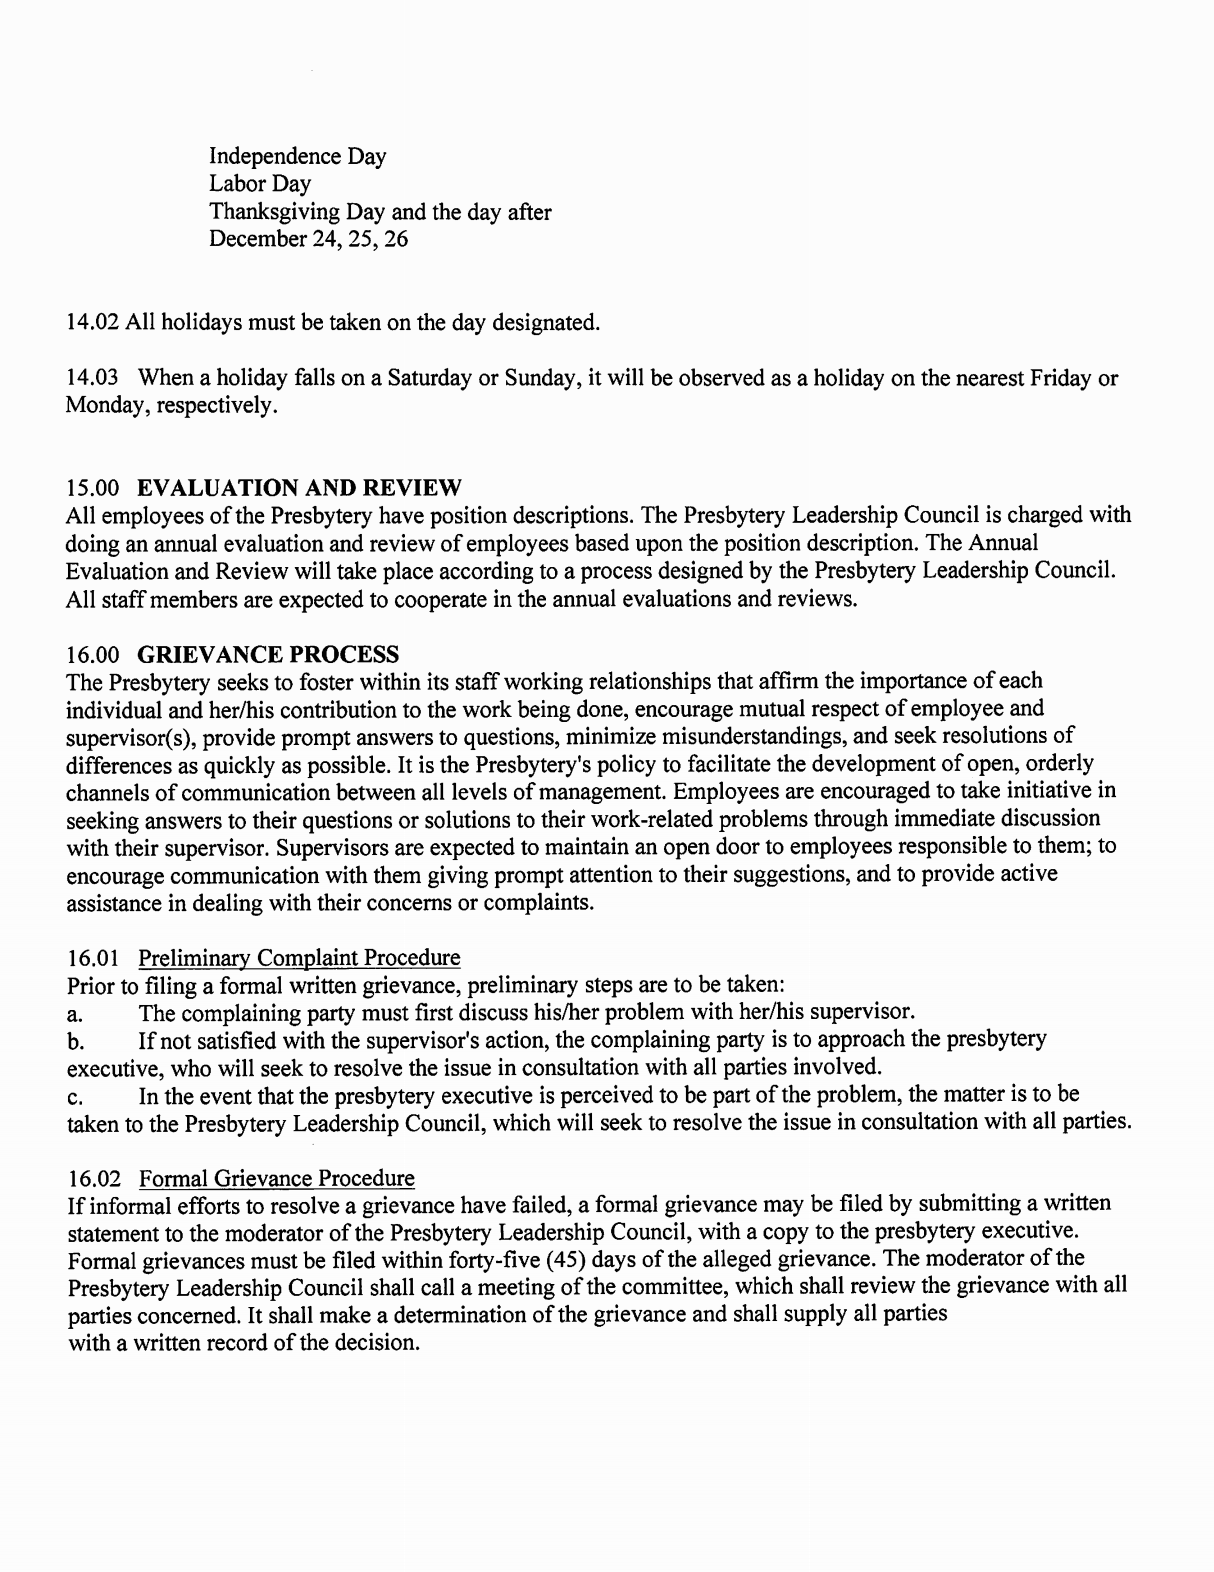 Independence Day
Labor Day
Thanksgiving Day and the day after
December 24, 25, 26
14.02 All holidays must be taken on the day designated.
14.03 When a holiday falls on a Saturday or Sunday, it will be observed as a holiday on the nearest Friday or
Monday, respectively.
15.00 EVALUATION AND REVIEW
All employees of the Presbytery have position descriptions. The Presbytery Leadership Council is charged with
doing an annual evaluation and review of employees based upon the position description. The Annual
Evaluation and Review will take place according to a process designed by the Presbytery Leadership Council.
All staff members are expected to cooperate in the annual evaluations and reviews.
16.00 GRIEVANCE PROCESS
The Presbytery seeks to foster within its staff working relationships that affirm the importance of each
individual and her/his contribution to the work being done, encourage mutual respect of employee and
supervisor(s), provide prompt answers to questions, minimize misunderstandings, and seek resolutions of
differences as quickly as possible. It is the Presbytery's policy to facilitate the development of open, orderly
channels of communication between all levels of management. Employees are encouraged to take initiative in
seeking answers to their questions or solutions to their work-related problems through immediate discussion
with their supervisor. Supervisors are expected to maintain an open door to employees responsible to them; to
encourage communication with them giving prompt attention to their suggestions, and to provide active
assistance in dealing with their concerns or complaints.
16.01 Preliminary Complaint Procedure
Prior to filing a formal written grievance, preliminary steps are to be taken:
a. The complaining party must first discuss his/her problem with her/his supervisor.
b. If not satisfied with the supervisor's action, the complaining party is to approach the presbytery
executive, who will seek to resolve the issue in consultation with all parties involved.
c. In the event that the presbytery executive is perceived to be part of the problem, the matter is to be
taken to the Presbytery Leadership Council, which will seek to resolve the issue in consultation with all parties.
16.02 Formal Grievance Procedure
If informal efforts to resolve a grievance have failed, a formal grievance may be filed by submitting a written
statement to the moderator of the Presbytery Leadership Council, with a copy to the presbytery executive.
Formal grievances must be filed within forty-five (45) days of the alleged grievance. The moderator of the
Presbytery Leadership Council shall call a meeting of the committee, which shall review the grievance with all
parties concerned. It shall make a determination of the grievance and shall supply all parties
with a written record of the decision.